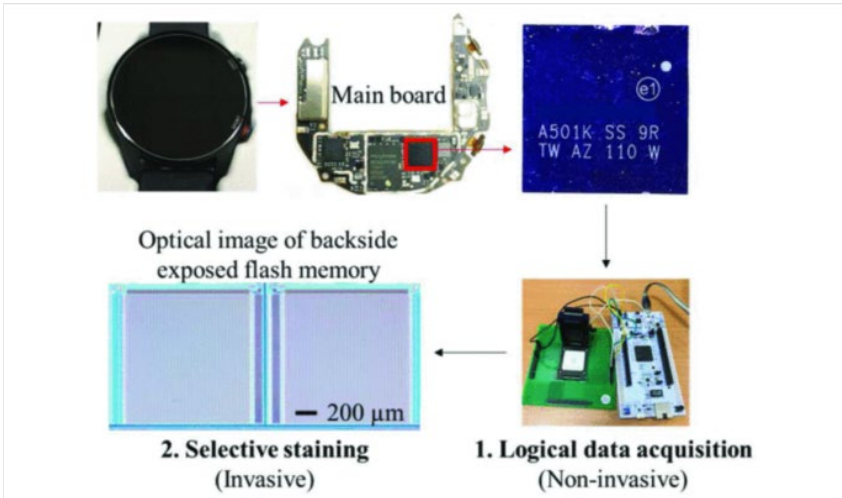 Main board
e1
A501K SS 9R
TW AZ 110 W
Optical image of backside
exposed flash memory
200 µm
2. Selective staining
(Invasive)
1. Logical data acquisition
(Non-invasive)